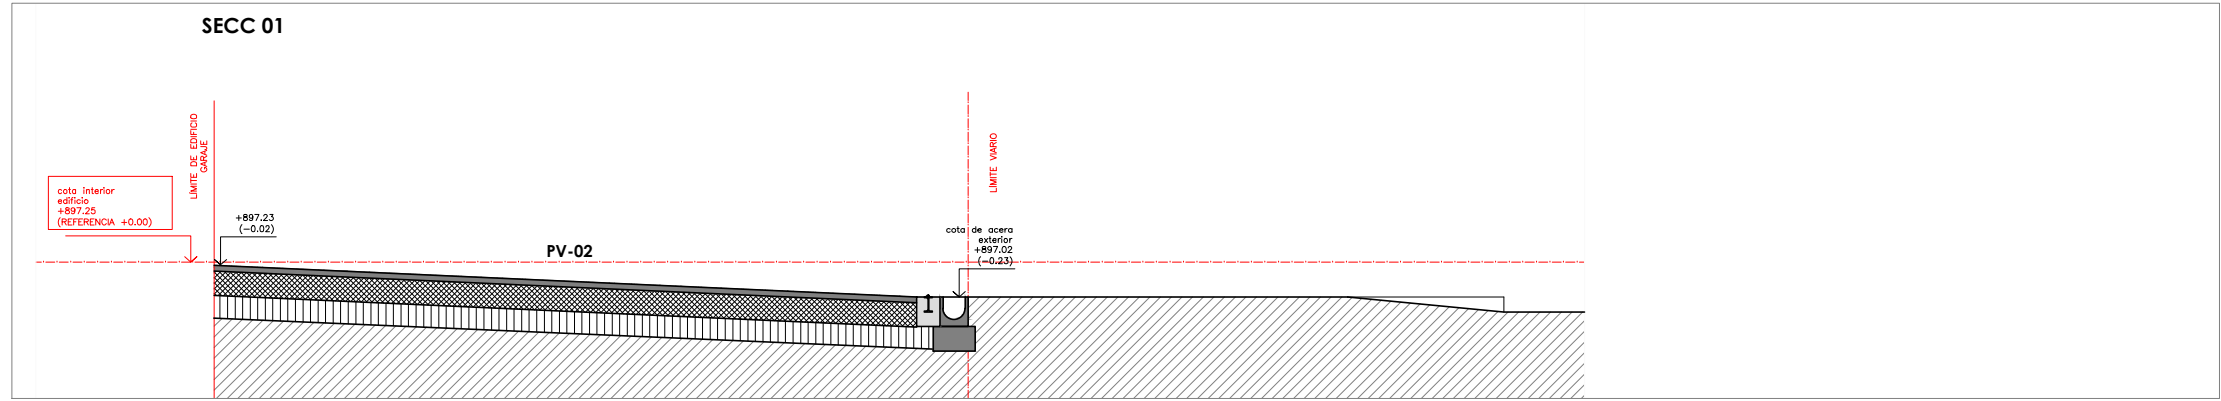 SECC 01
LÍMITE DE EDIFICIO
GARAJE
LÍMITE VIARIO
cota interior
edificio
+897.25
(REFERENCIA +0.00)
+897.23
(-0.02)
PV-02
cota de acera
exterior
+897.02
(-0.23)
1